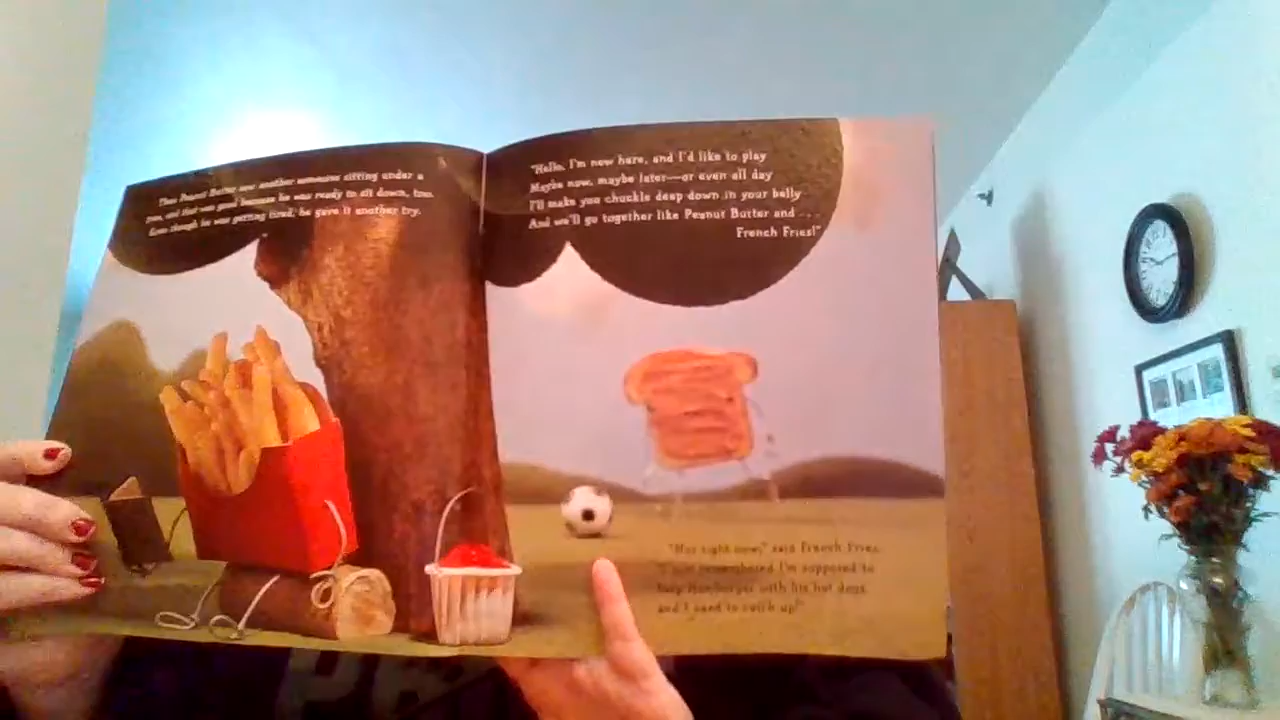 Then Peanut Butter saw another someone sitting under a
tree, and that was good because he was ready to sit down, too.
Even though he was getting tired, he gave it another try.
"Hello, I'm new here, and I'd like to play
Maybe now, maybe later—or even all day
I'll make you chuckle deep down in your belly
And we'll go together like Peanut Butter and . . .
French Fries!"
"Not right now," said French Fries.
"I just remembered I'm supposed to
help Hamburger with his hot dogs,
and I need to catch up!"